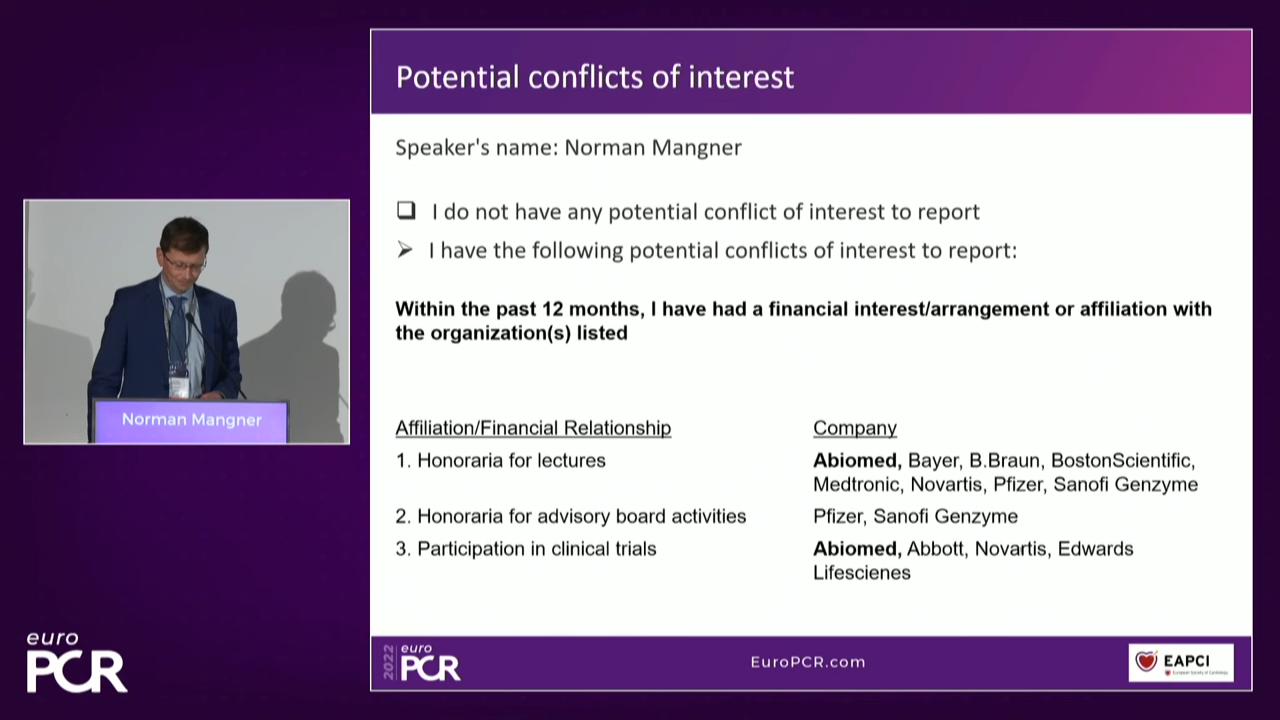 Potential conflicts of interest
Speaker's name: Norman Mangner
I do not have any potential conflict of interest to report
I have the following potential conflicts of interest to report:
Within the past 12 months, I have had a financial interest/arrangement or affiliation with
the organization(s) listed
Affiliation/Financial Relationship
Company
1. Honoraria for lectures
Abiomed, Bayer, B.Braun, BostonScientific,
Medtronic, Novartis, Pfizer, Sanofi Genzyme
2. Honoraria for advisory board activities
Pfizer, Sanofi Genzyme
3. Participation in clinical trials
Abiomed, Abbott, Novartis, Edwards
Lifescienes
Norman Mangner
euro
PCR
2022
euro
PCR
EuroPCR.com
EAPCI
European Society of Cardiology